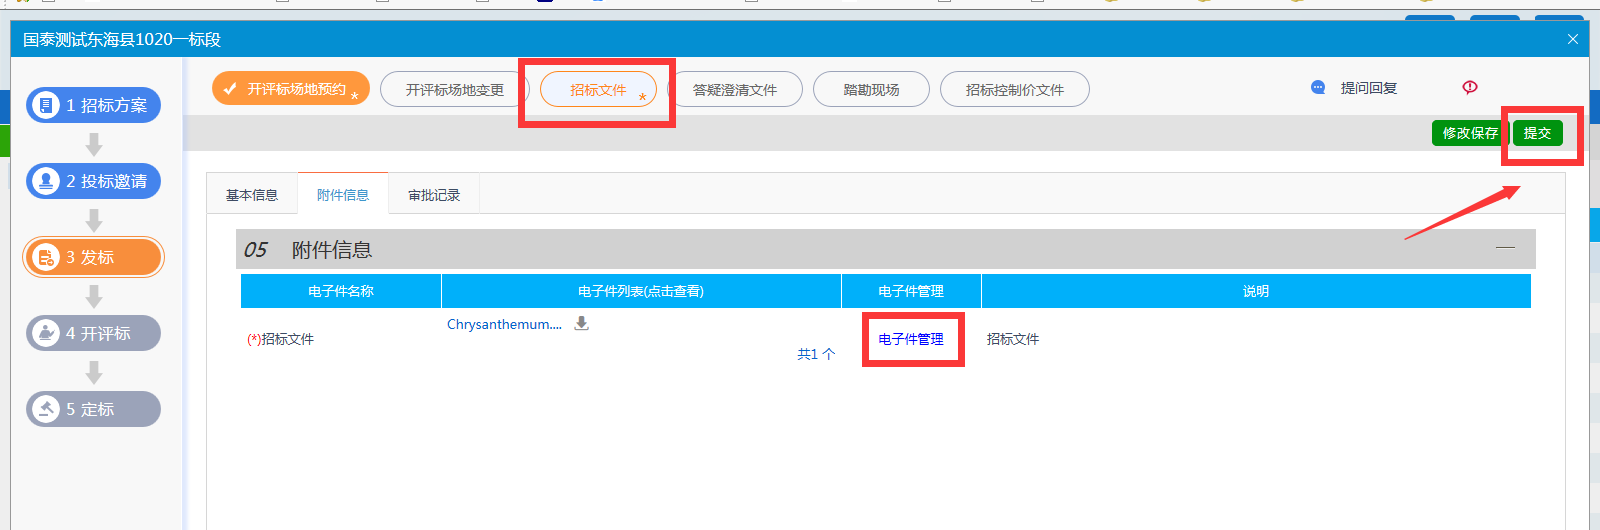 国泰测试东海县1020一标段
1 招标方案
2 投标邀请
3 发标
4 开评标
5 定标
开评标场地预约 *
开评标场地变更
招标文件 *
答疑澄清文件
踏勘现场
招标控制价文件
提问回复
修改保存
提交
基本信息
附件信息
审批记录
05 附件信息
电子件名称
电子件列表(点击查看)
电子件管理
说明
(*)招标文件
Chrysanthemum....
共1 个
电子件管理
招标文件